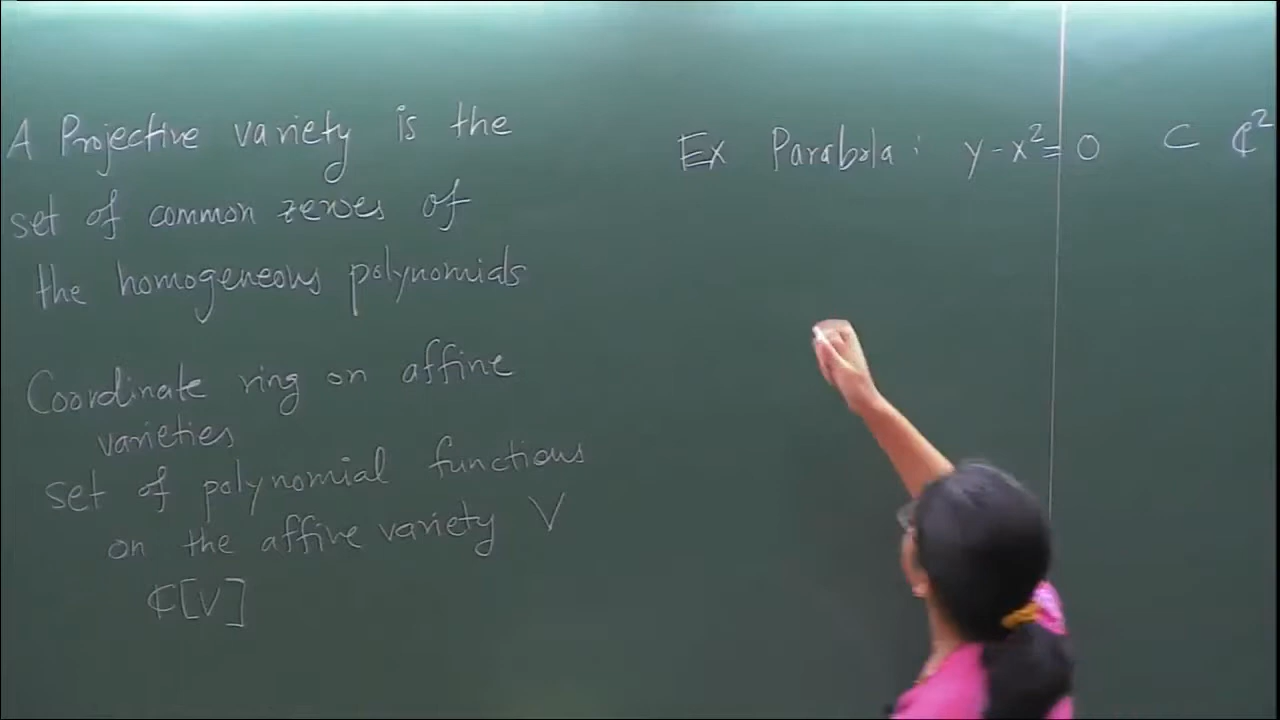 A Projective variety is the
set of common zeroes of
the homogeneous polynomials
Coordinate ring on affine
varieties
set of polynomial functions
on the affine variety V
ℂ[V]
Ex Parabola: y-x²=0 ⊂ ℂ²